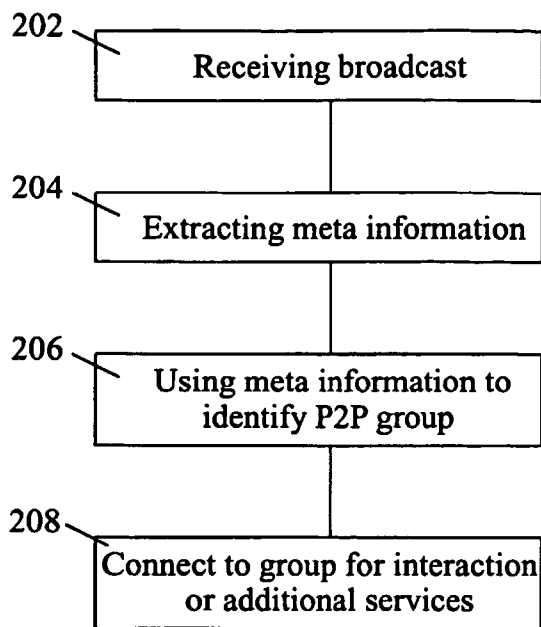 202
Receiving broadcast
204
Extracting meta information
206
Using meta information to
identify P2P group
208
Connect to group for interaction
or additional services